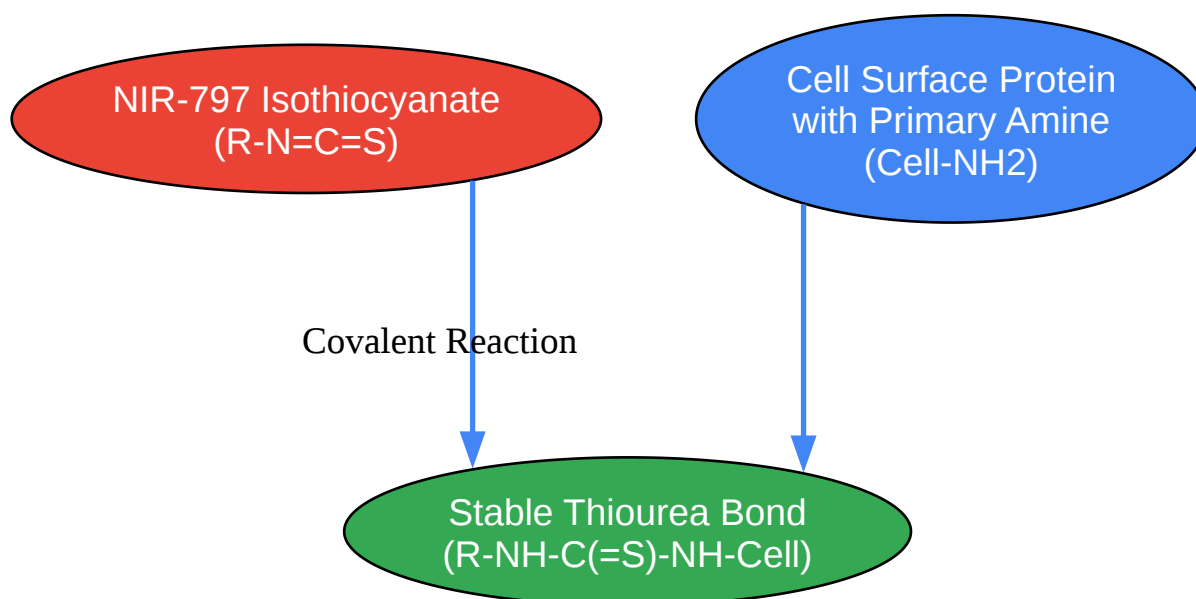 NIR-797 Isothiocyanate
(R-N=C=S)
Cell Surface Protein
with Primary Amine
(Cell-NH2)
Covalent Reaction
Stable Thiourea Bond
(R-NH-C(=S)-NH-Cell)